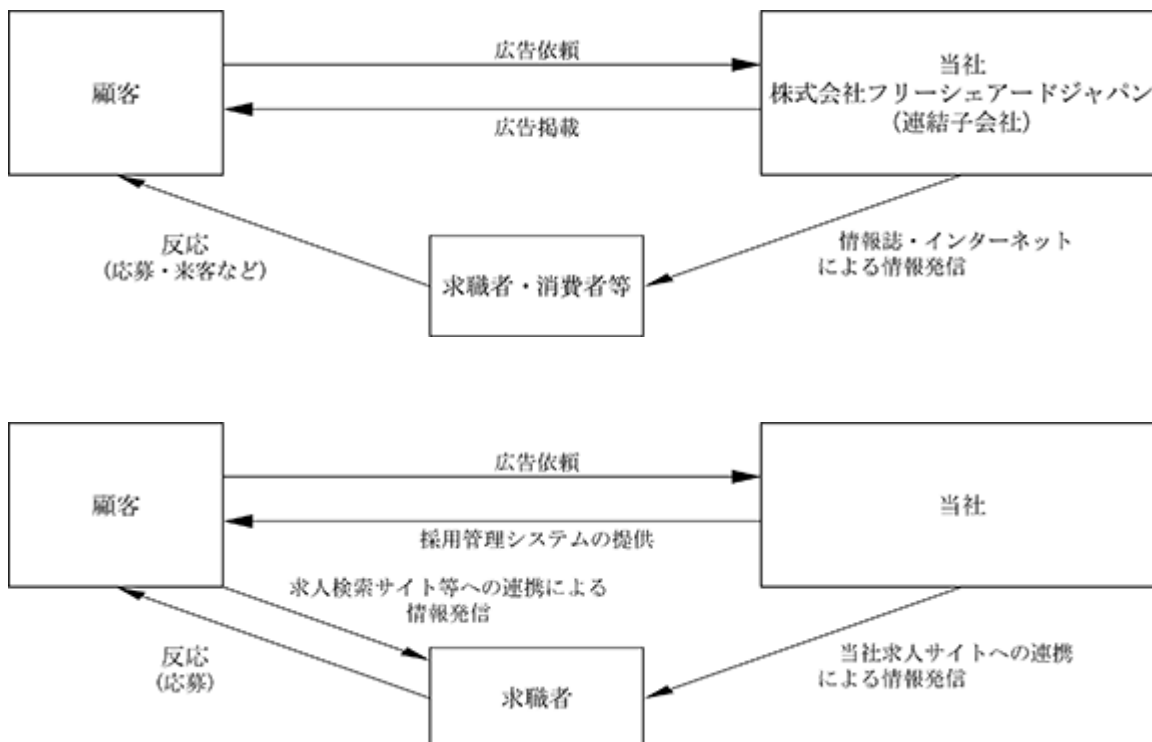 広告依頼
顧客
当社
株式会社フリーシェアードジャパン
(連結子会社)
広告掲載
反応
(応募・来客など)
求職者・消費者等
情報誌・インターネット
による情報発信
広告依頼
顧客
当社
採用管理システムの提供
求人検索サイト等への連携による
情報発信
反応
(応募)
求職者
当社求人サイトへの連携
による情報発信